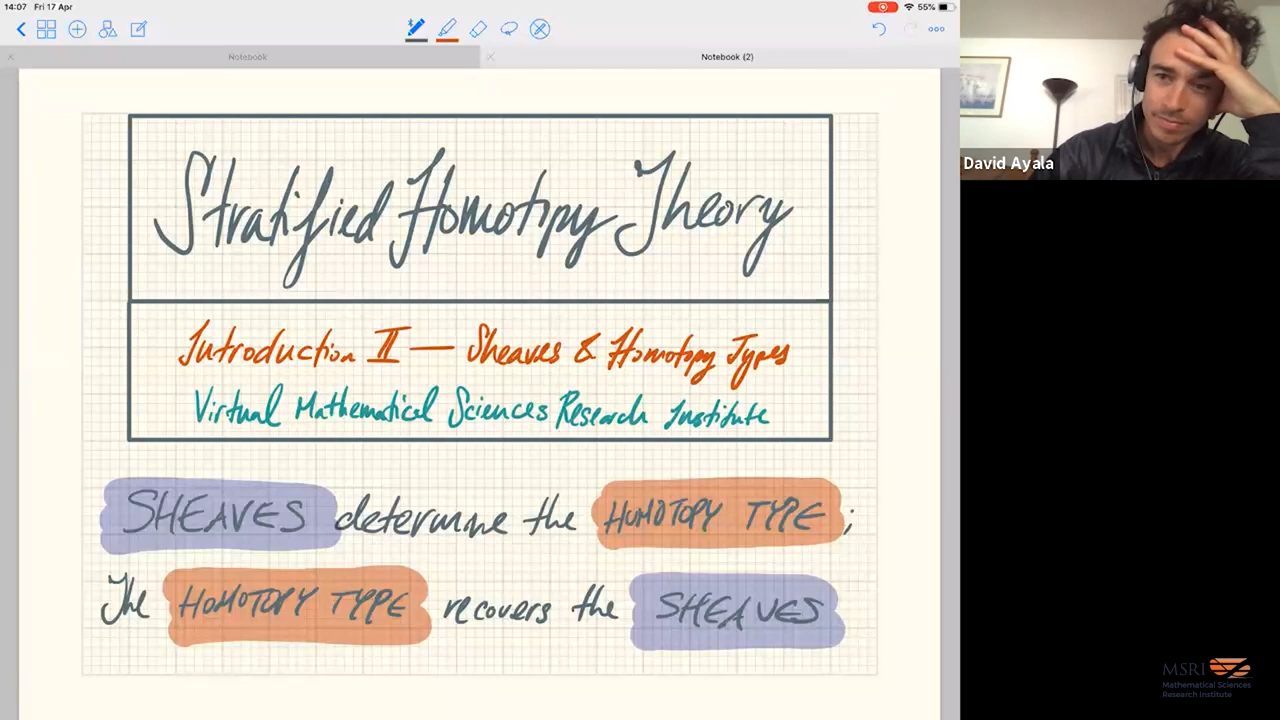 14:07 Fri 17 Apr
55%
Notebook
Notebook (2)
Stratified Homotopy Theory
Introduction II — Sheaves & Homotopy Types
Virtual Mathematical Sciences Research Institute
SHEAVES determine the HOMOTOPY TYPE;
The HOMOTOPY TYPE recovers the SHEAVES
David Ayala
MSRI
Mathematical Sciences
Research Institute